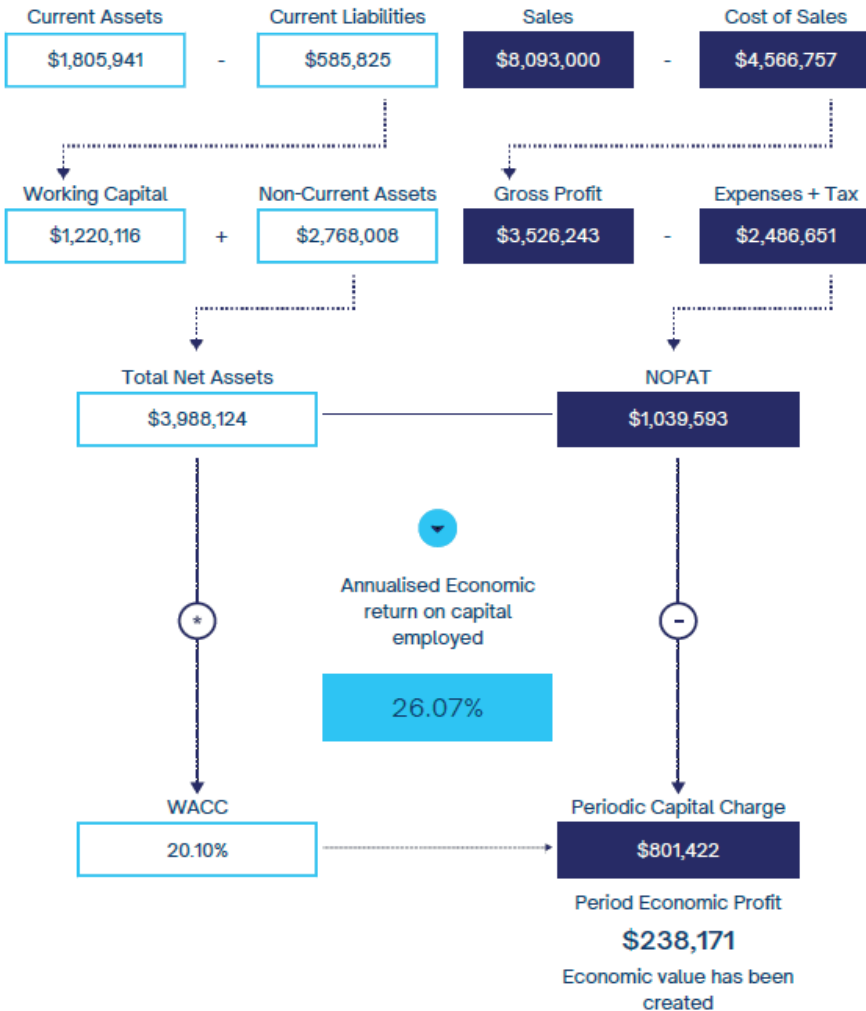 Current Assets
Current Liabilities
Sales
Cost of Sales
$1,805,941
-
$585,825
$8,093,000
-
$4,566,757
Working Capital
Non-Current Assets
Gross Profit
Expenses + Tax
$1,220,116
+
$2,768,008
$3,526,243
-
$2,486,651
Total Net Assets
NOPAT
$3,988,124
$1,039,593
Annualised Economic
return on capital
employed
*
-
26.07%
WACC
Periodic Capital Charge
20.10%
$801,422
Period Economic Profit
$238,171
Economic value has been
created